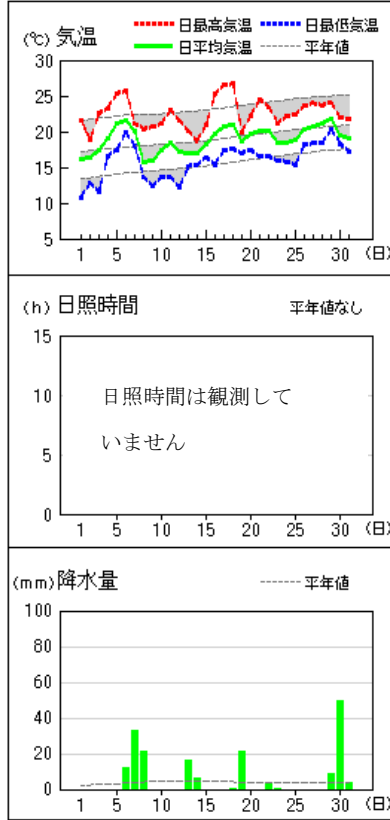 (℃) 気温
日最高気温 日最低気温
日平均気温 平年値
30
25
20
15
10
5
1 5 10 15 20 25 30 (日)
(h) 日照時間 平年値なし
15
10
5
0
日照時間は観測して
いません
1 5 10 15 20 25 30 (日)
(mm) 降水量 平年値
100
80
60
40
20
0
1 5 10 15 20 25 30 (日)